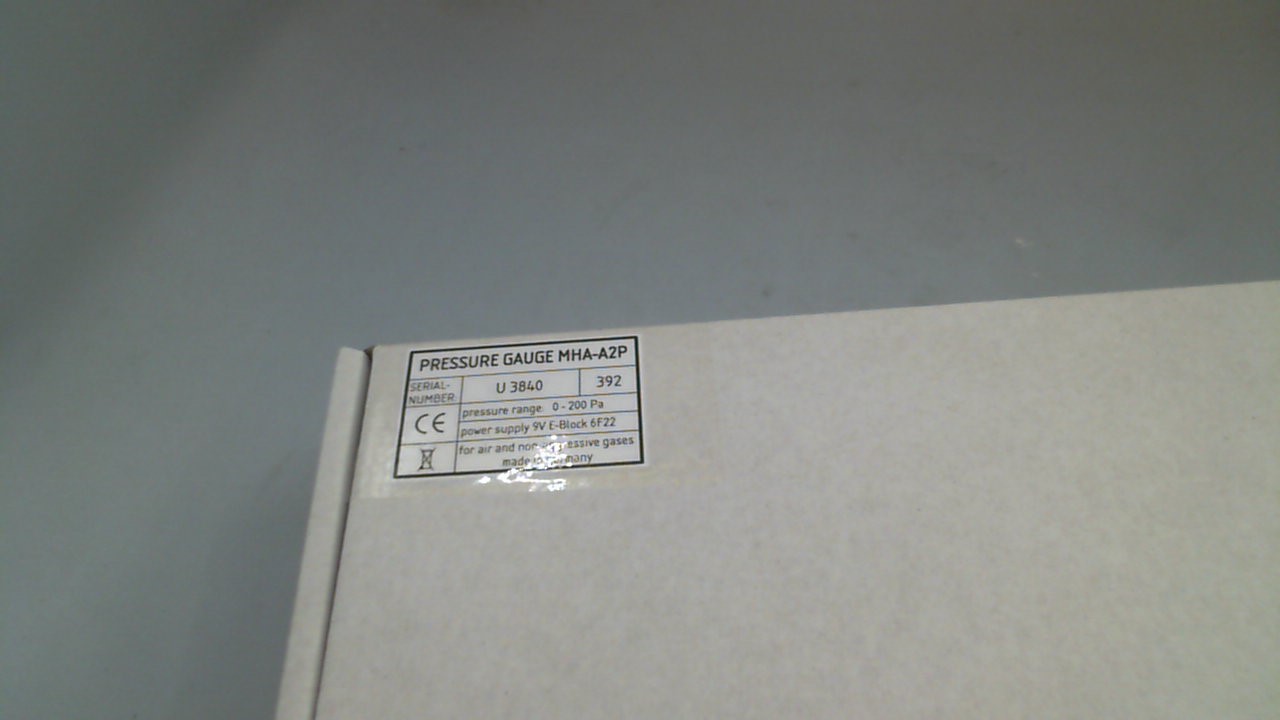 PRESSURE GAUGE MHA-A2P
SERIAL-
NUMBER: U 3840 392
CE pressure range: 0 - 200 Pa
power supply 9V E-Block 6F22
for air and gases
made